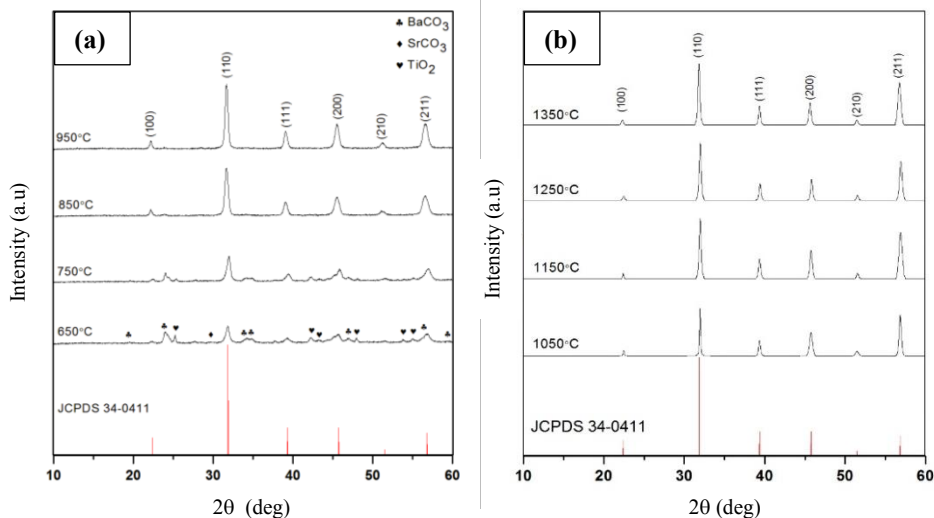 (a)
♣ BaCO3
♦ SrCO3
♥ TiO2
(100)
(110)
(111)
(200)
(210)
(211)
950°C
850°C
750°C
650°C
♣ ♣ ♥ ♦ ♣ ♣ ♥ ♥ ♣ ♥ ♥ ♥ ♣ ♣
JCPDS 34-0411
10 20 30 40 50 60
2θ (deg)
Intensity (a.u)
(b)
(100)
(110)
(111)
(200)
(210)
(211)
1350°C
1250°C
1150°C
1050°C
JCPDS 34-0411
10 20 30 40 50 60
2θ (deg)
Intensity (a.u)